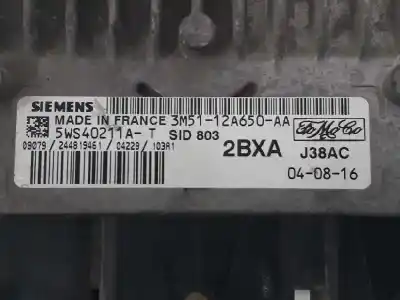 SIEMENS
MADE IN FRANCE 3M51-12A650-AA
5WS40211A-T SID 803
FoMoCo
09079/244819461/04229/103R1
2BXA J38AC
04-08-16